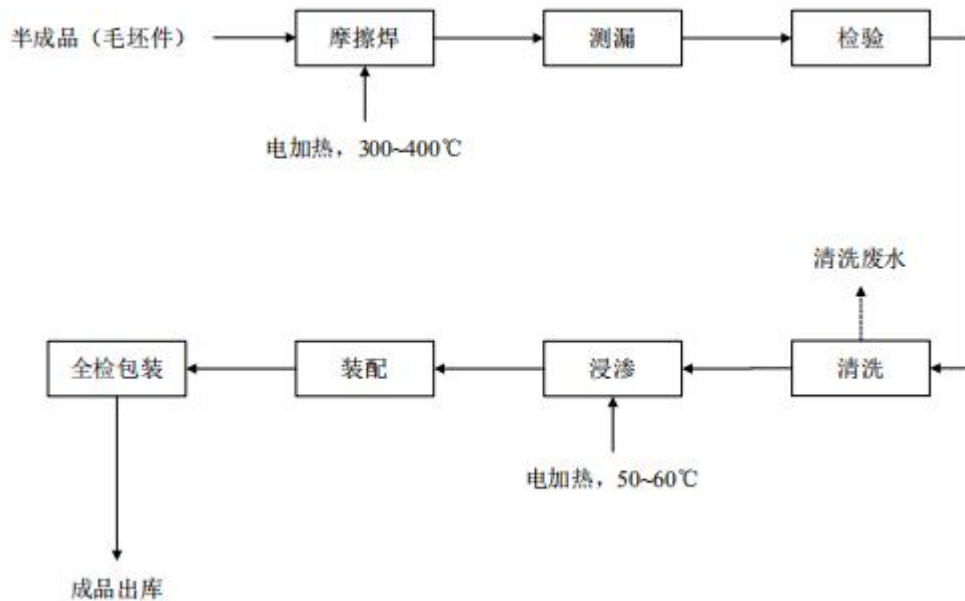 半成品（毛坯件）
摩擦焊
测漏
检验
电加热，300~400℃
清洗废水
全检包装
装配
浸渗
清洗
电加热，50~60℃
成品出库